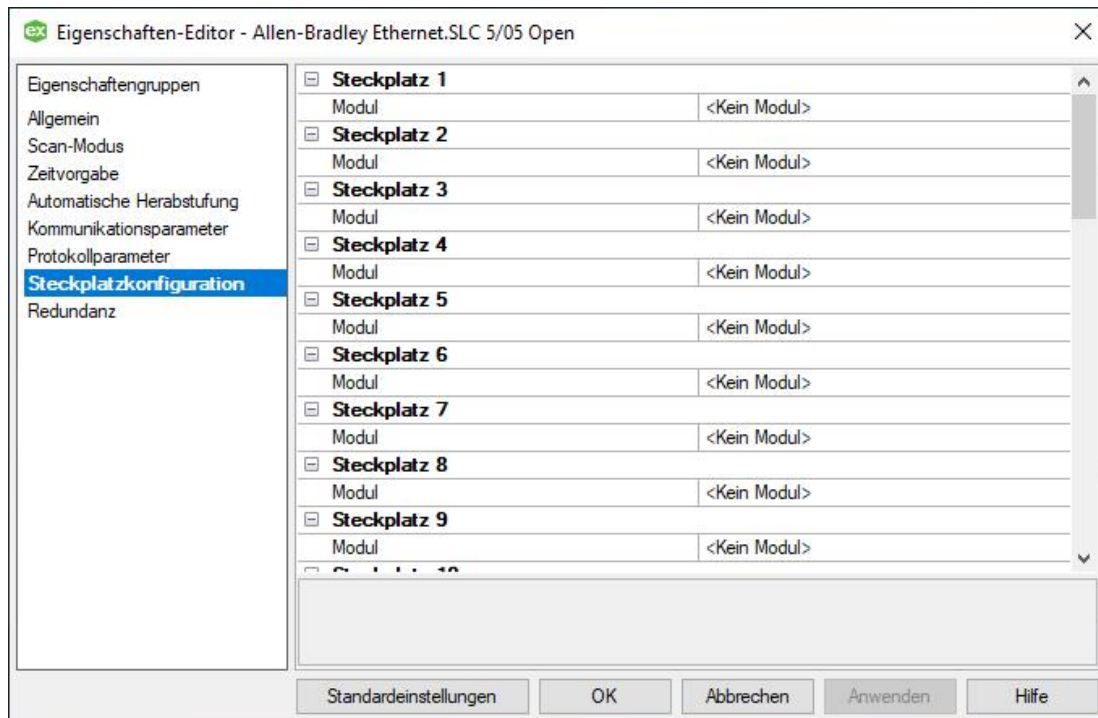 ex Eigenschaften-Editor - Allen-Bradley Ethernet.SLC 5/05 Open
Eigenschaftengruppen
Allgemein
Scan-Modus
Zeitvorgabe
Automatische Herabstufung
Kommunikationsparameter
Protokollparameter
Steckplatzkonfiguration
Redundanz
Steckplatz 1
Modul <Kein Modul>
Steckplatz 2
Modul <Kein Modul>
Steckplatz 3
Modul <Kein Modul>
Steckplatz 4
Modul <Kein Modul>
Steckplatz 5
Modul <Kein Modul>
Steckplatz 6
Modul <Kein Modul>
Steckplatz 7
Modul <Kein Modul>
Steckplatz 8
Modul <Kein Modul>
Steckplatz 9
Modul <Kein Modul>
Standardeinstellungen OK Abbrechen Anwenden Hilfe